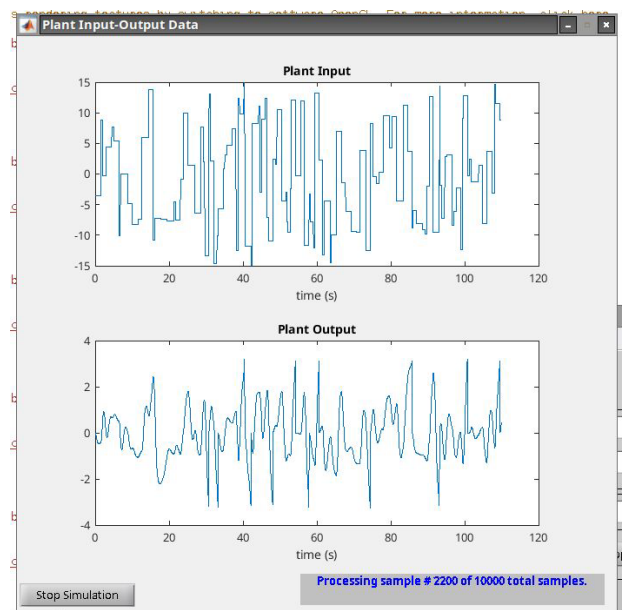 Plant Input-Output Data
Plant Input
15
10
5
0
-5
-10
-15
0 20 40 60 80 100 120
time (s)
Plant Output
4
2
0
-2
-4
0 20 40 60 80 100 120
time (s)
Processing sample # 2200 of 10000 total samples.
Stop Simulation